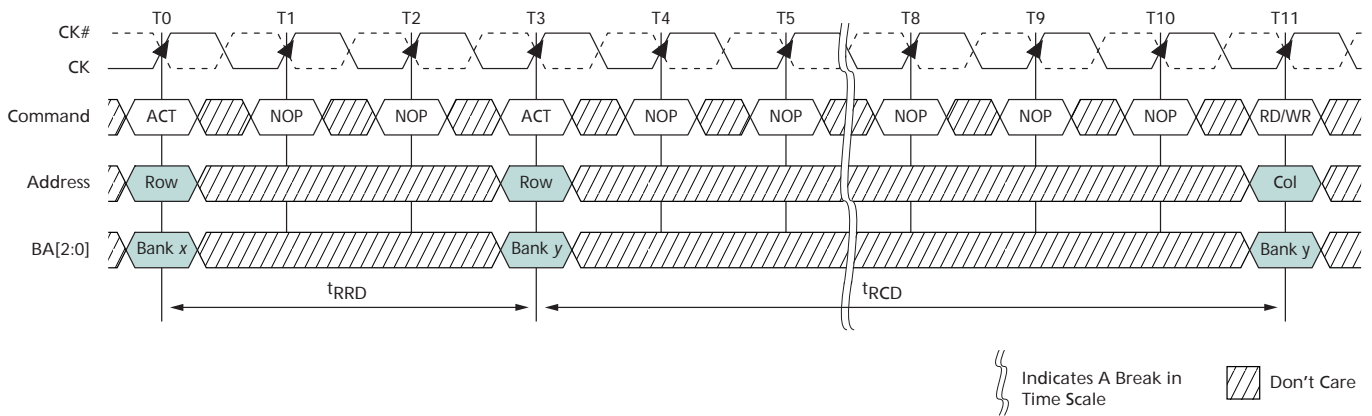 T0 T1 T2 T3 T4 T5 T8 T9 T10 T11
CK#
CK
Command ACT NOP NOP ACT NOP NOP NOP NOP NOP RD/WR
Address Row Row Col
BA[2:0] Bank x Bank y Bank y
tRRD tRCD
Indicates A Break in
Time Scale
Don't Care